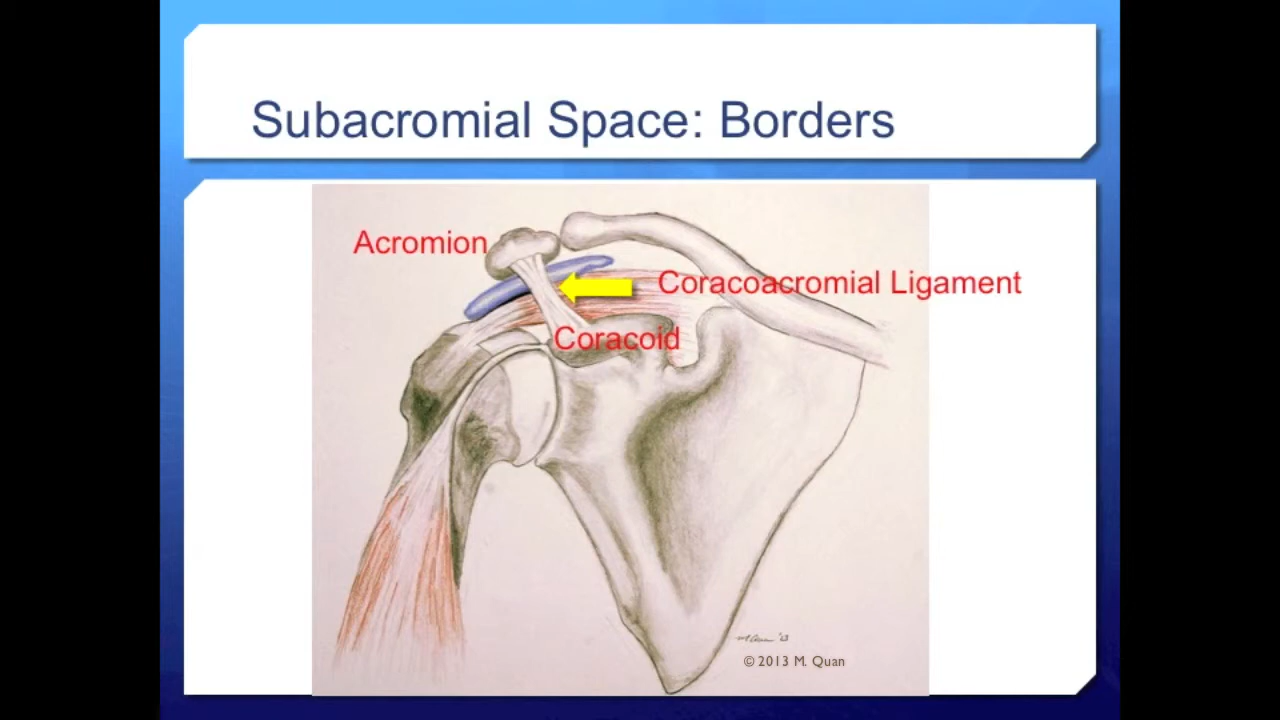 Subacromial Space: Borders
Acromion
Coracoacromial Ligament
Coracoid
© 2013 M. Quan